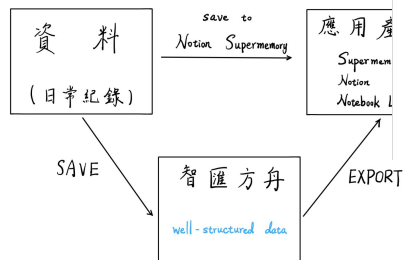 資料
(日常紀錄)
save to
Notion Supermemory
應用
Supermem
Notion
Notebook L
SAVE
EXPORT
智匯方舟
well-structured data